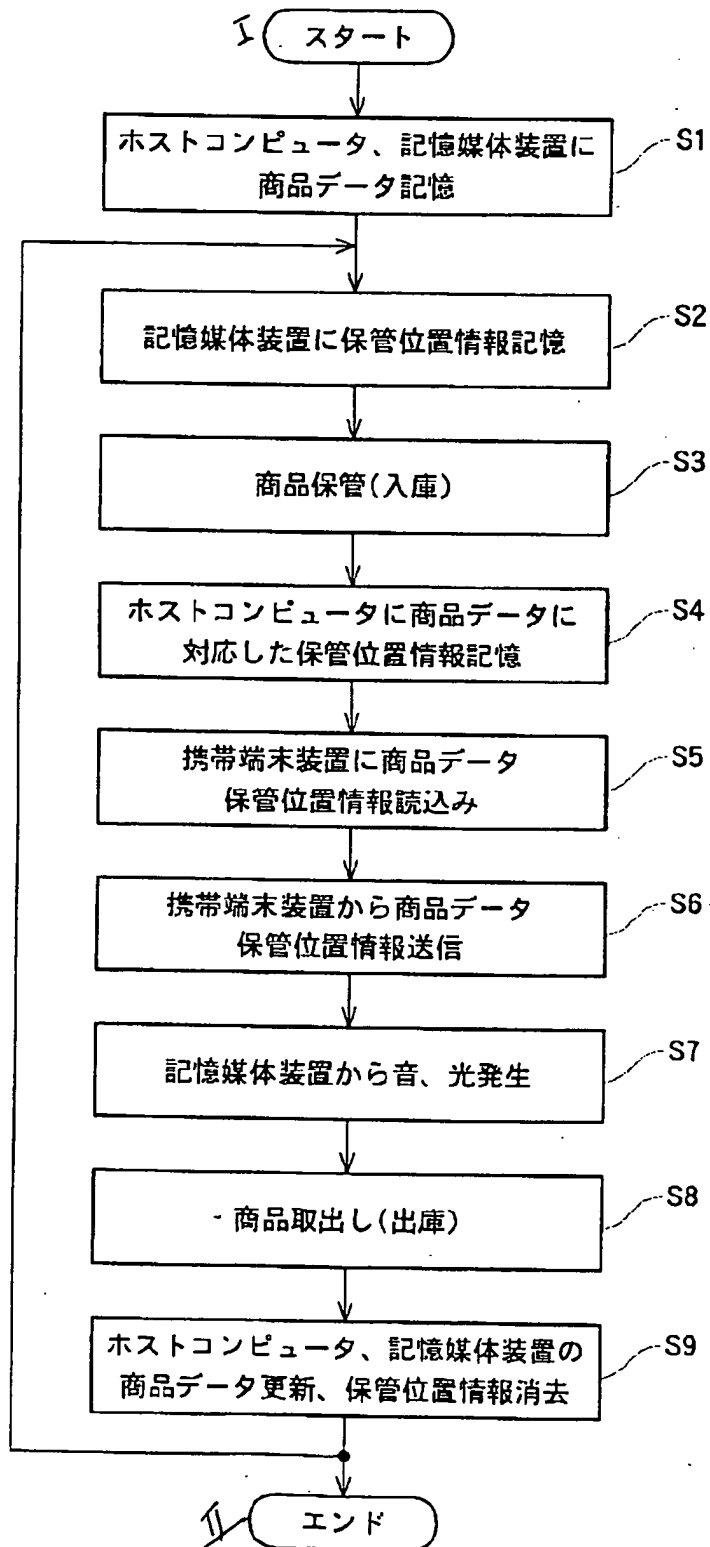 I
スタート
ホストコンピュータ、記憶媒体装置に
商品データ記憶
S1
記憶媒体装置に保管位置情報記憶
S2
商品保管(入庫)
S3
ホストコンピュータに商品データに
対応した保管位置情報記憶
S4
携帯端末装置に商品データ
保管位置情報読込み
S5
携帯端末装置から商品データ
保管位置情報送信
S6
記憶媒体装置から音、光発生
S7
商品取出し(出庫)
S8
ホストコンピュータ、記憶媒体装置の
商品データ更新、保管位置情報消去
S9
II
エンド